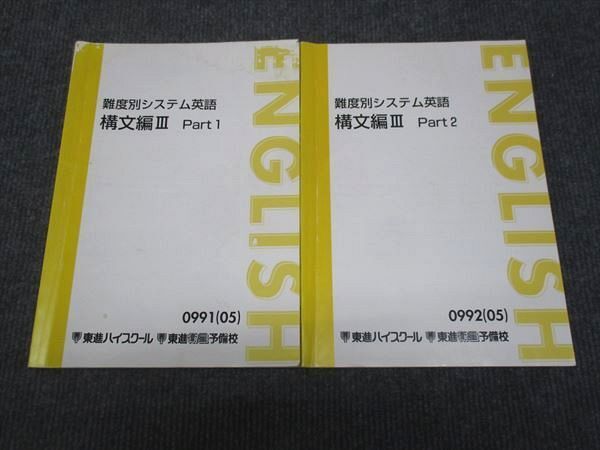 難度別システム英語
構文編Ⅲ Part 1
ENGLISH
0991(05)
東進ハイスクール 東進衛星予備校
難度別システム英語
構文編Ⅲ Part 2
ENGLISH
0992(05)
東進ハイスクール 東進衛星予備校